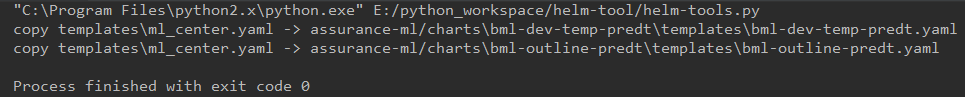 "C:\Program Files\python2.x\python.exe" E:/python_workspace/helm-tool/helm-tools.py
copy templates\ml_center.yaml -> assurance-ml/charts\bml-dev-temp-predt\templates\bml-dev-temp-predt.yaml
copy templates\ml_center.yaml -> assurance-ml/charts\bml-outline-predt\templates\bml-outline-predt.yaml
Process finished with exit code 0